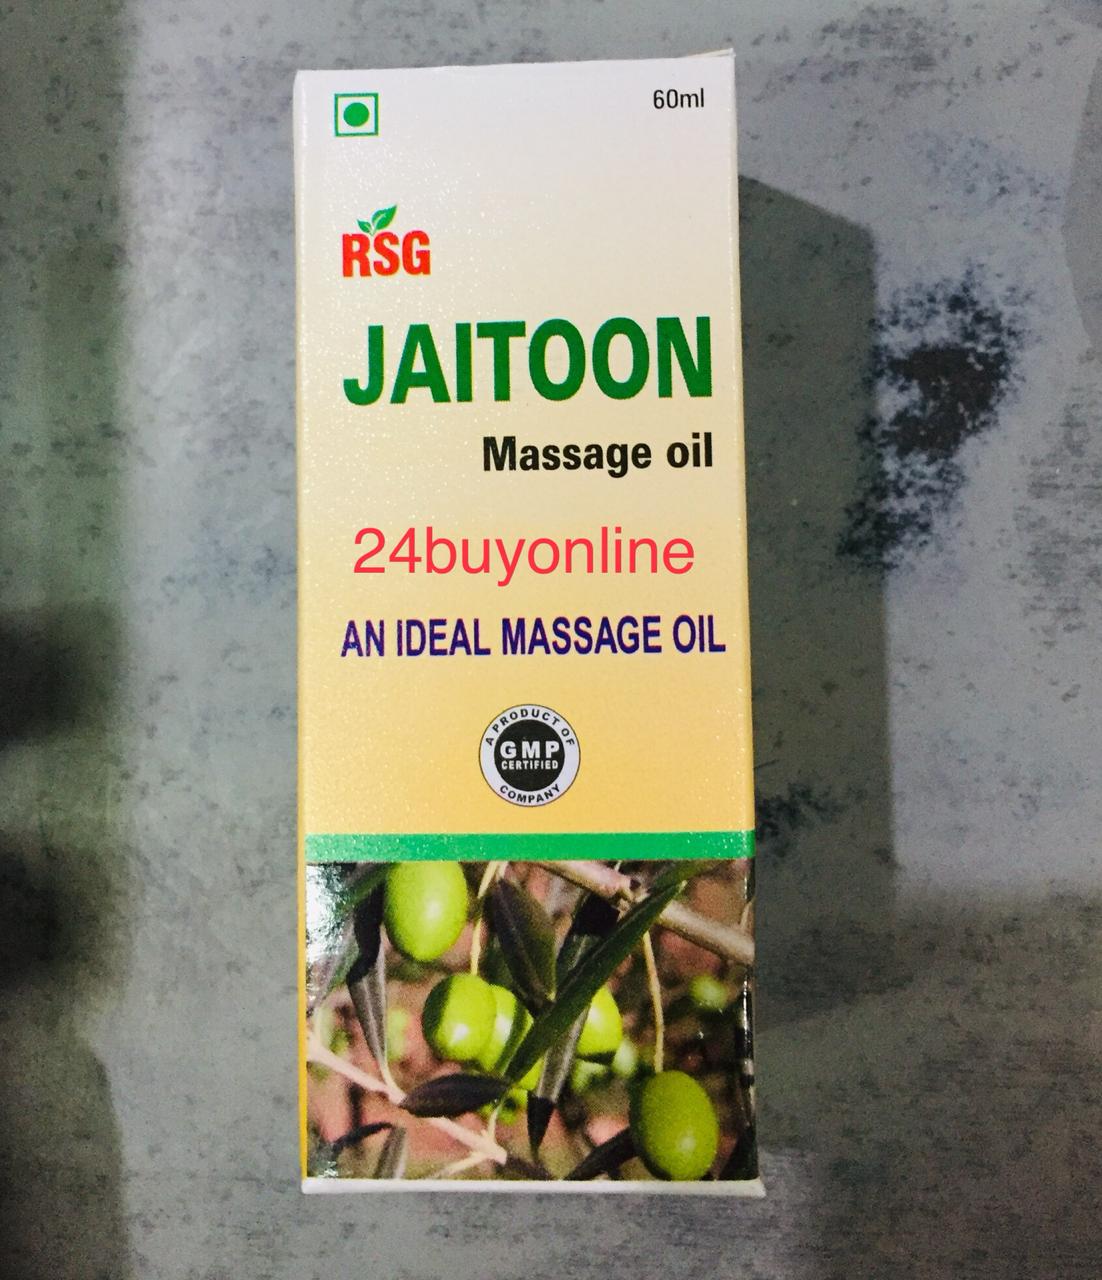 60ml
RSG
JAITOON
Massage oil
24buyonline
AN IDEAL MASSAGE OIL
A PRODUCT OF
GMP
CERTIFIED
COMPANY